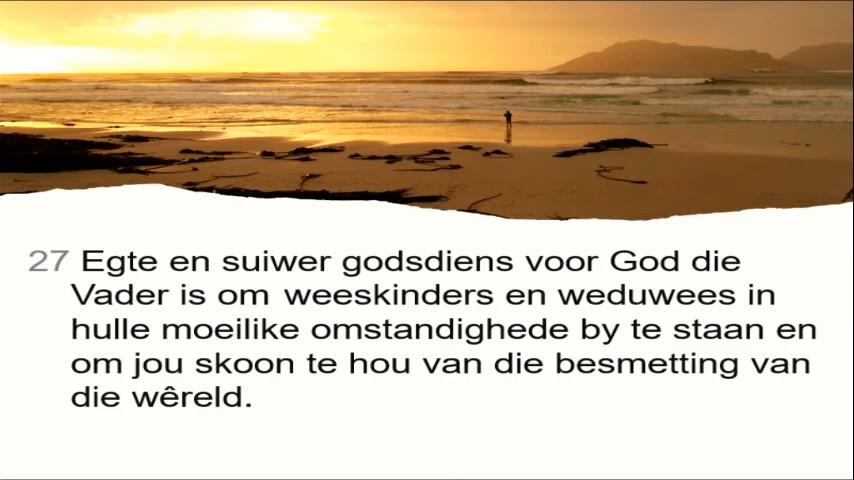 27 Egte en suiwer godsdiens voor God die
Vader is om weeskinders en weduwees in
hulle moeilike omstandighede by te staan en
om jou skoon te hou van die besmetting van
die wêreld.